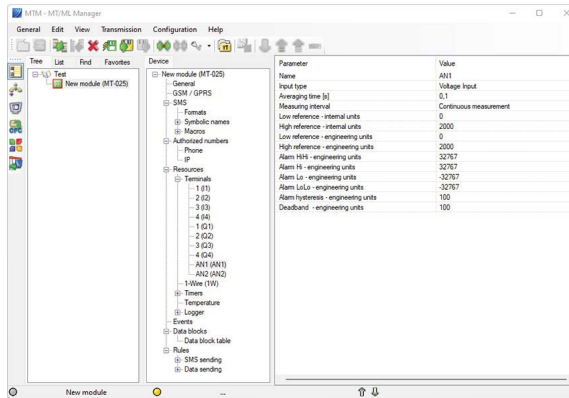 MTM - MT/ML Manager
General Edit View Transmission Configuration Help
Tree List Find Favorites
Test
New module (MT-025)
Device
New module (MT-025)
General
GSM / GPRS
SMS
Formats
Symbolic names
Macros
Authorized numbers
Phone
IP
Resources
Terminals
1 (I1)
2 (I2)
3 (I3)
4 (I4)
1 (Q1)
2 (Q2)
3 (Q3)
4 (Q4)
AN1 (AN1)
AN2 (AN2)
1-Wire (1W)
Timers
Temperature
Logger
Events
Data blocks
Data block table
Rules
SMS sending
Data sending
Parameter Value
Name AN1
Input type Voltage Input
Averaging time [s] 0,1
Measuring interval Continuous measurement
Low reference - internal units 0
High reference - internal units 2000
Low reference - engineering units 0
High reference - engineering units 2000
Alarm HiHi - engineering units 32767
Alarm Hi - engineering units 32767
Alarm Lo - engineering units -32767
Alarm LoLo - engineering units -32767
Alarm hysteresis - engineering units 100
Deadband - engineering units 100
OPC
New module ...